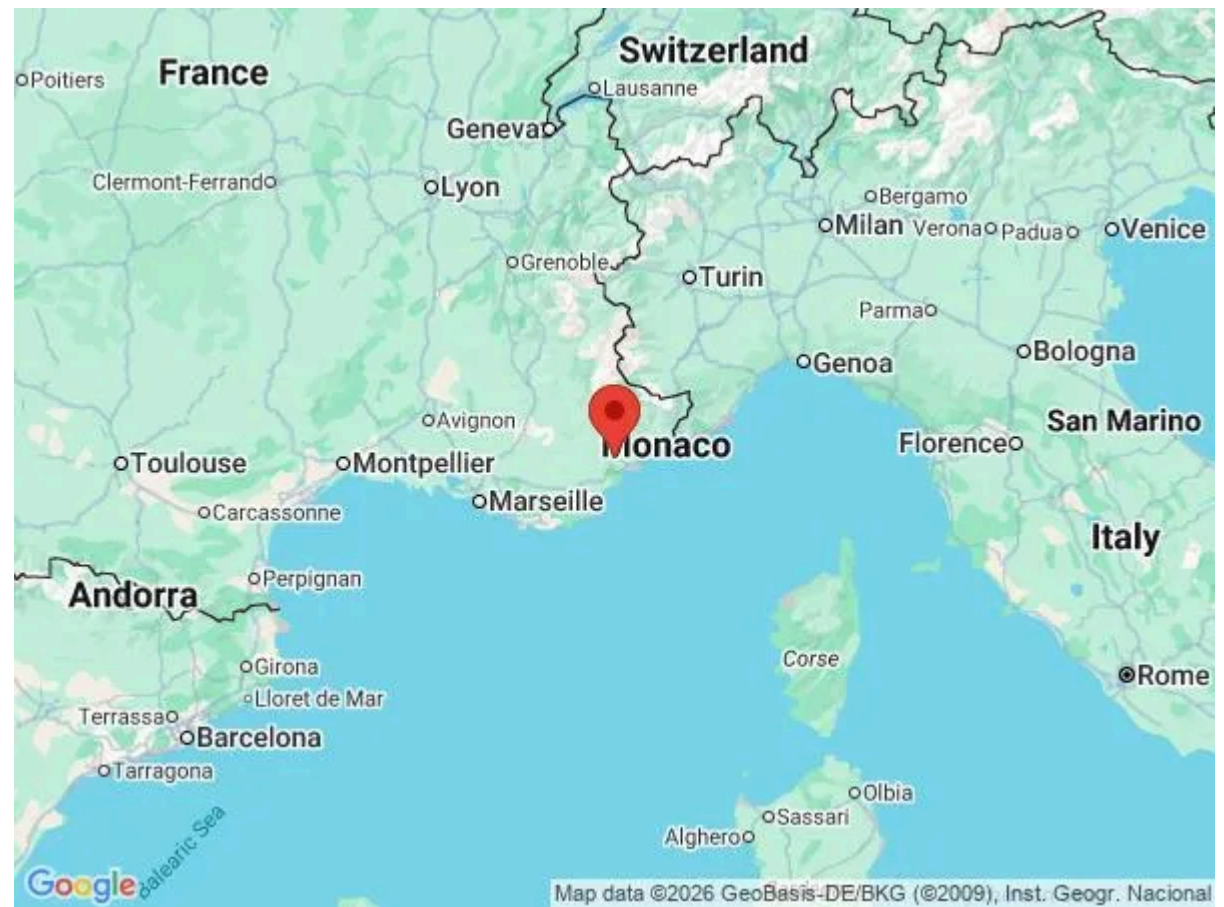 Switzerland
France
Poitiers
Lausanne
Geneva
Clermont-Ferrand
Lyon
Bergamo
Milan
Verona
Padua
Venice
Grenoble
Turin
Parma
Bologna
Genoa
Avignon
San Marino
Monaco
Florence
Toulouse
Montpellier
Marseille
Carcassonne
Italy
Perpignan
Andorra
Corse
Girona
Rome
Lloret de Mar
Terrassa
Barcelona
Tarragona
Olbia
Sassari
Alghero
Balearic Sea
Google
Map data ©2026 GeoBasis-DE/BKG (©2009), Inst. Geogr. Nacional